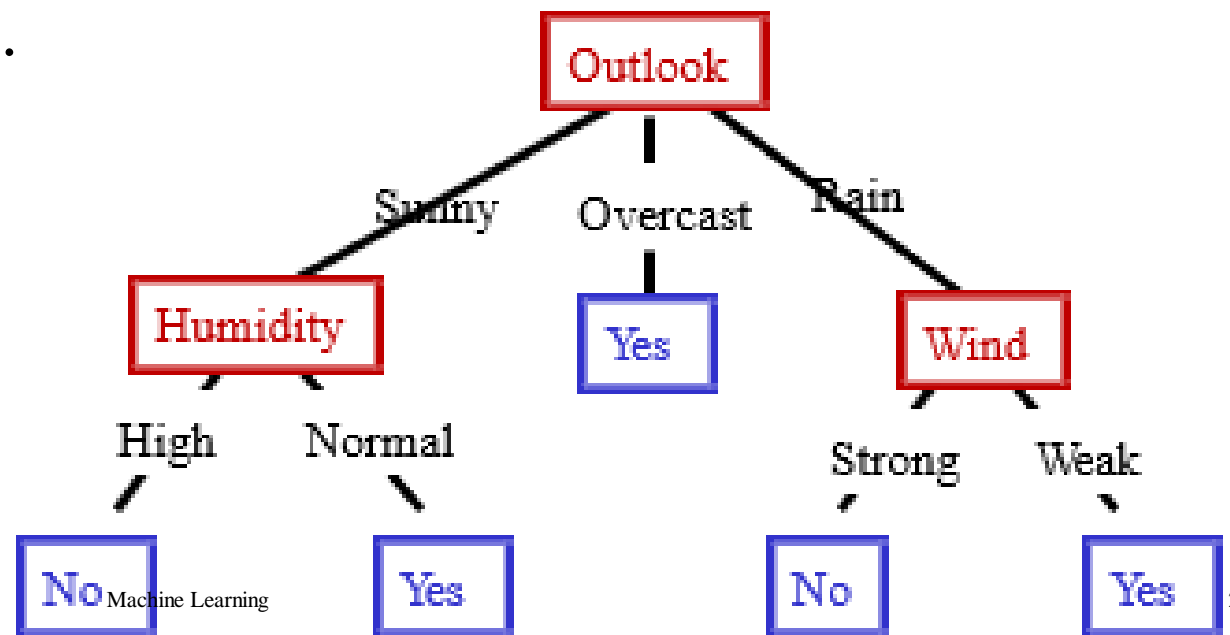 •
Outlook
Sunny Overcast Rain
Humidity Yes Wind
High Normal Strong Weak
No Yes No Yes
Machine Learning